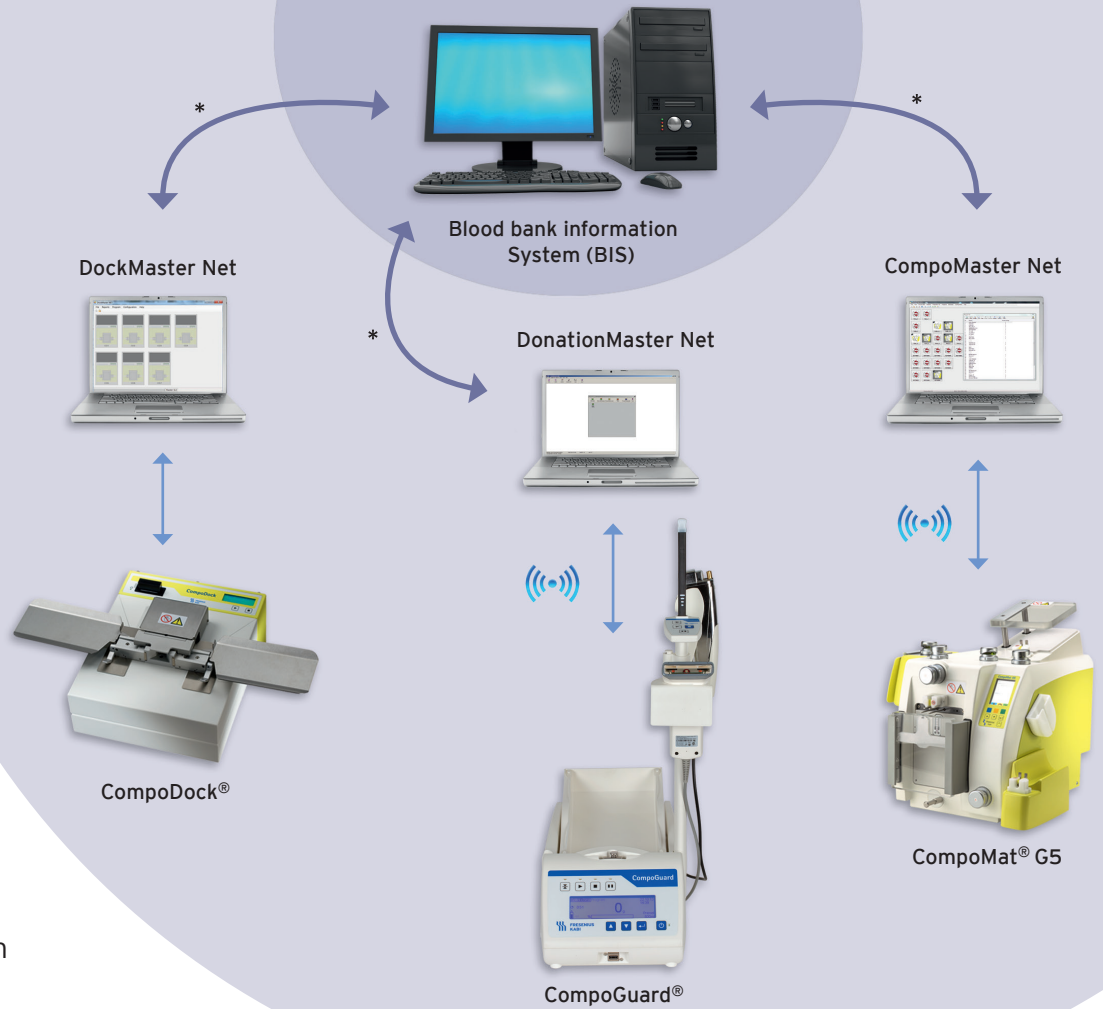 *
*
Blood bank information
System (BIS)
DockMaster Net
CompoMaster Net
*
DonationMaster Net
CompoDock
CompoDock®
CompoMat® G5
CompoGuard
0
FRESENIUS
KABI
n
CompoGuard®